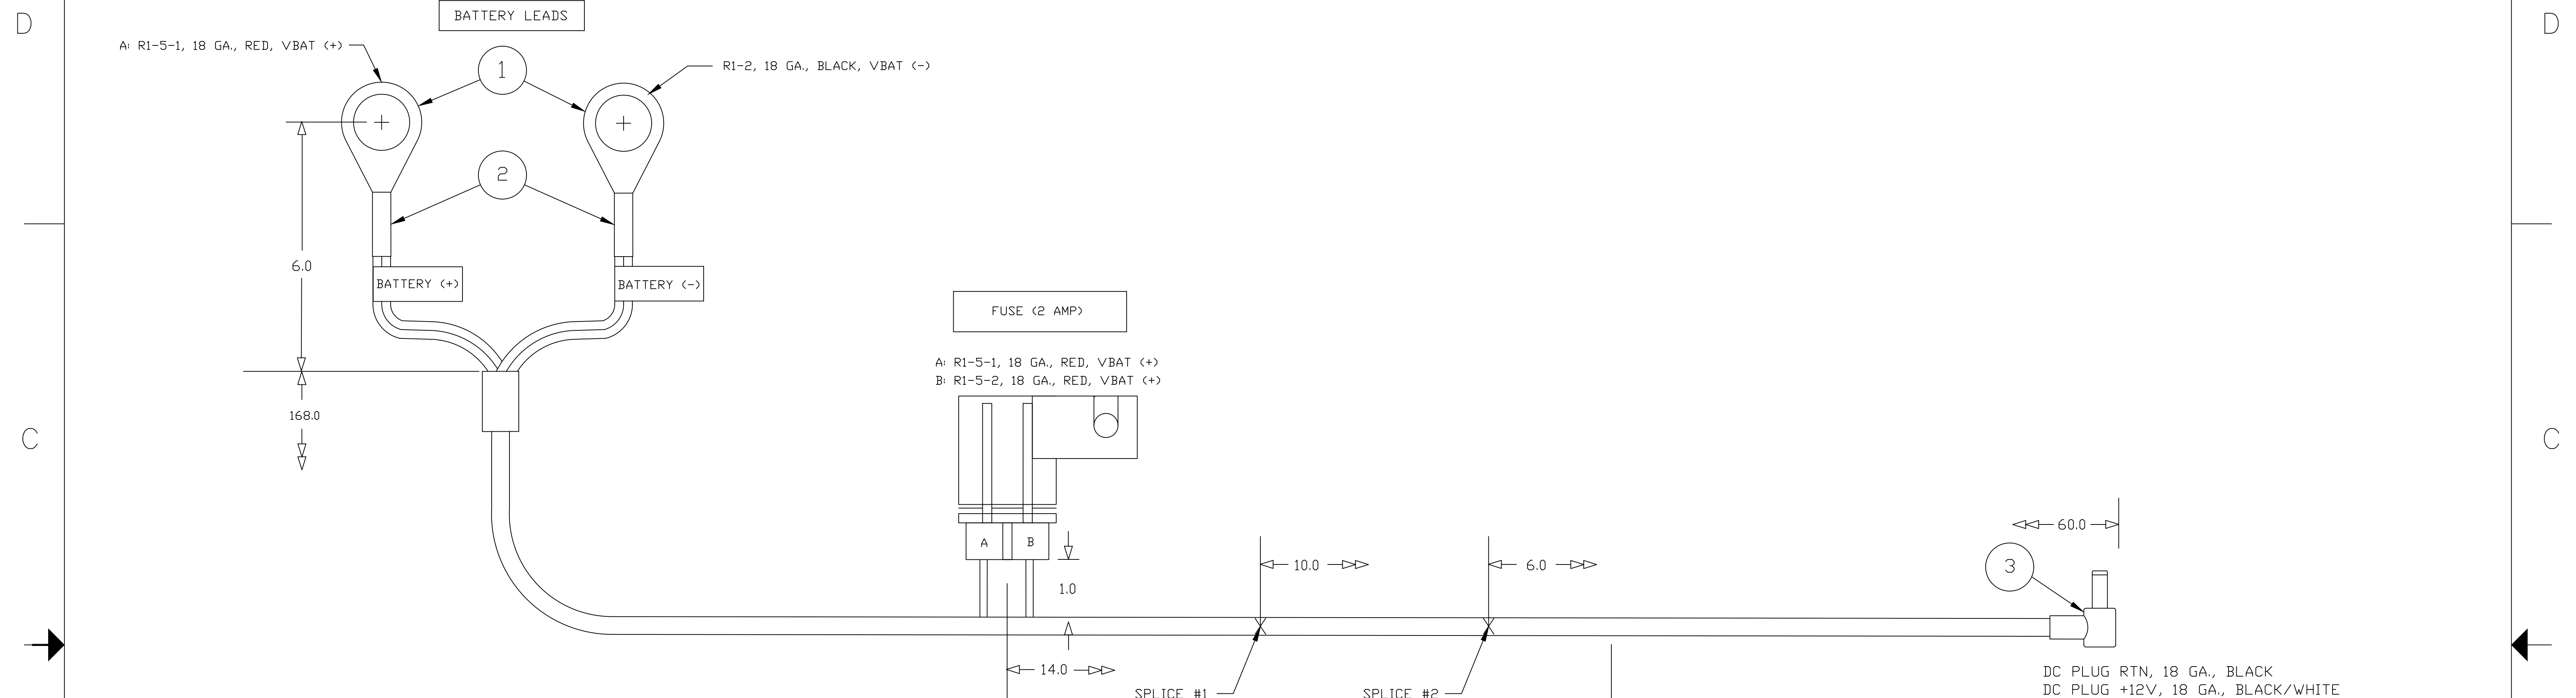 D
BATTERY LEADS
D
A: R1-5-1, 18 GA., RED, VBAT (+)
1
R1-2, 18 GA., BLACK, VBAT (-)
2
6.0
BATTERY (+)
BATTERY (-)
FUSE (2 AMP)
A: R1-5-1, 18 GA., RED, VBAT (+)
B: R1-5-2, 18 GA., RED, VBAT (+)
168.0
C
C
60.0
A
B
10.0
6.0
3
1.0
14.0
DC PLUG RTN, 18 GA., BLACK
DC PLUG +12V, 18 GA., BLACK/WHITE
SPLICE #1
SPLICE #2